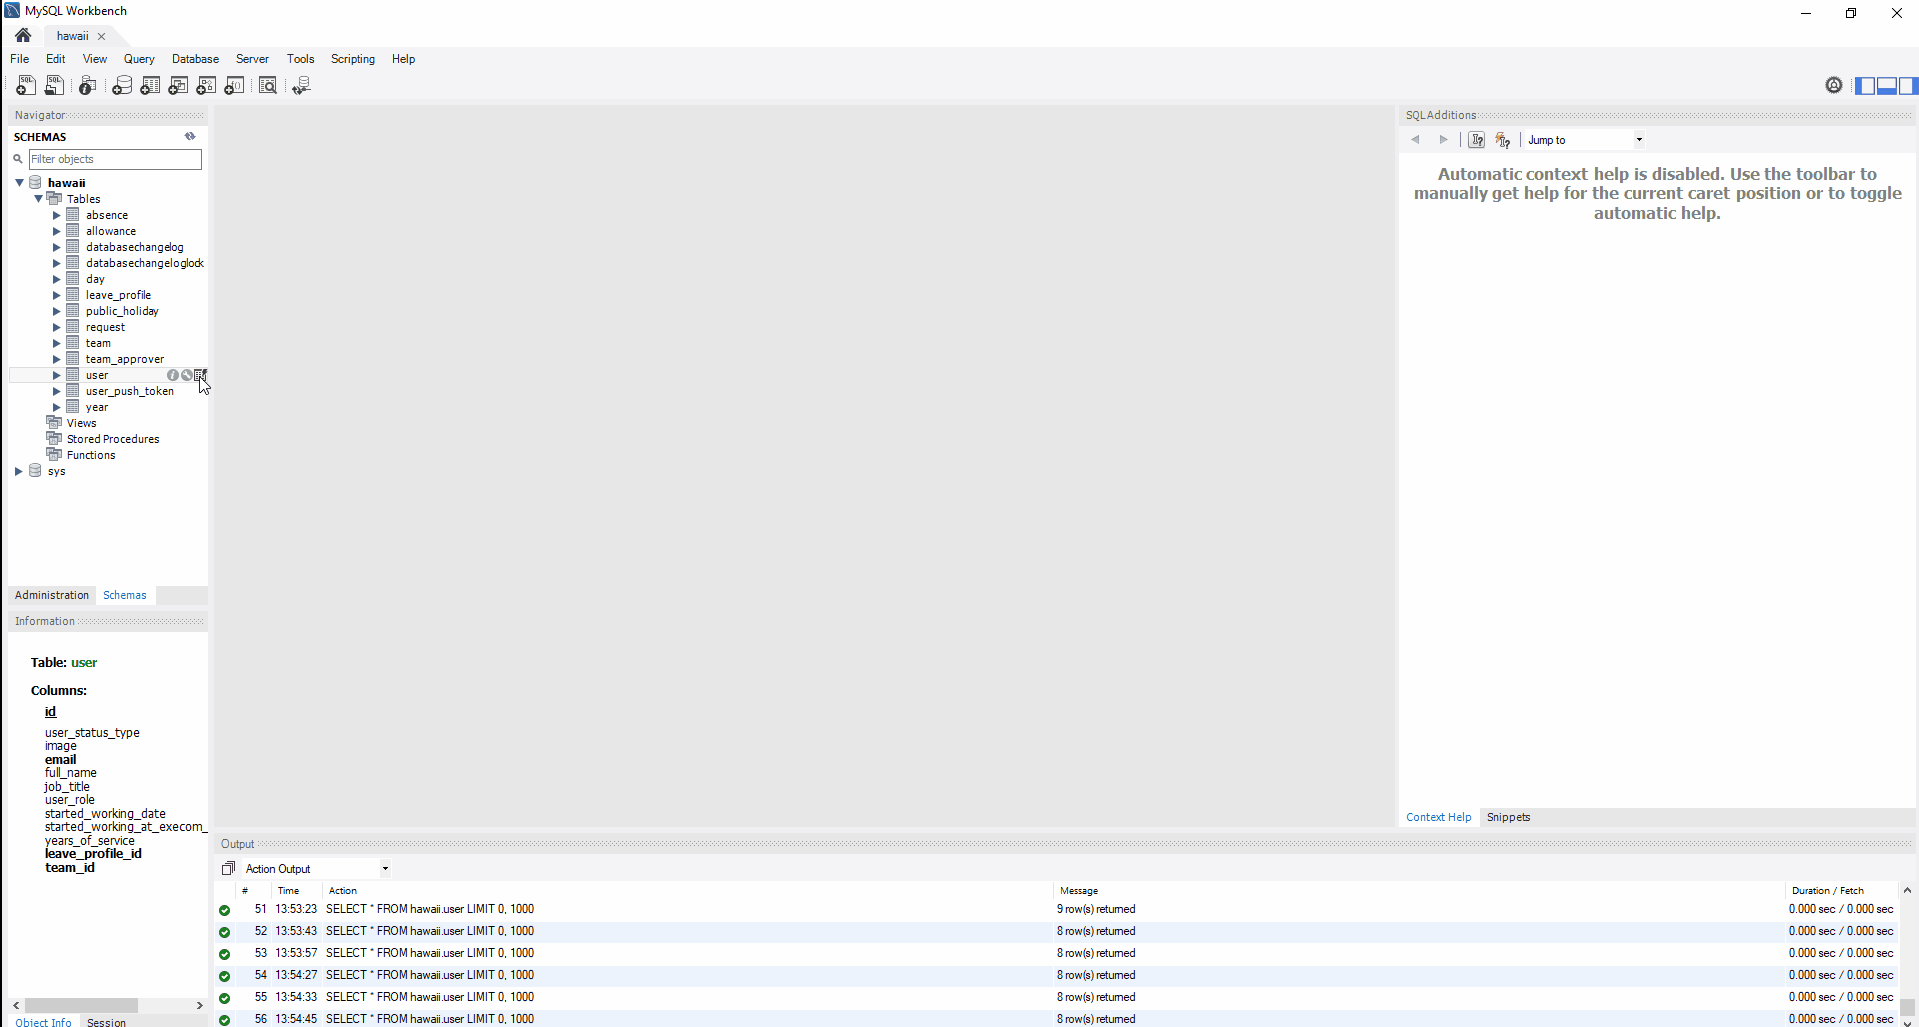 MySQL Workbench
hawaii
File Edit View Query Database Server Tools Scripting Help
Navigator
SCHEMAS
Filter objects
hawaii
Tables
absence
allowance
databasechangelog
databasechangeloglock
day
leave_profile
public_holiday
request
team
team_approver
user
user_push_token
year
Views
Stored Procedures
Functions
sys
Administration Schemas
Information
Table: user
Columns:
id
user_status_type
image
email
full_name
job_title
user_role
started_working_date
started_working_at_execom_
years_of_service
leave_profile_id
team_id
Object Info Session
SQLAdditions
Jump to
Automatic context help is disabled. Use the toolbar to
manually get help for the current caret position or to toggle
automatic help.
Context Help Snippets
Output
Action Output
# Time Action Message Duration / Fetch
51 13:53:23 SELECT * FROM hawaii.user LIMIT 0, 1000 9 row(s) returned 0.000 sec / 0.000 sec
52 13:53:43 SELECT * FROM hawaii.user LIMIT 0, 1000 8 row(s) returned 0.000 sec / 0.000 sec
53 13:53:57 SELECT * FROM hawaii.user LIMIT 0, 1000 8 row(s) returned 0.000 sec / 0.000 sec
54 13:54:27 SELECT * FROM hawaii.user LIMIT 0, 1000 8 row(s) returned 0.000 sec / 0.000 sec
55 13:54:33 SELECT * FROM hawaii.user LIMIT 0, 1000 8 row(s) returned 0.000 sec / 0.000 sec
56 13:54:45 SELECT * FROM hawaii.user LIMIT 0, 1000 8 row(s) returned 0.000 sec / 0.000 sec